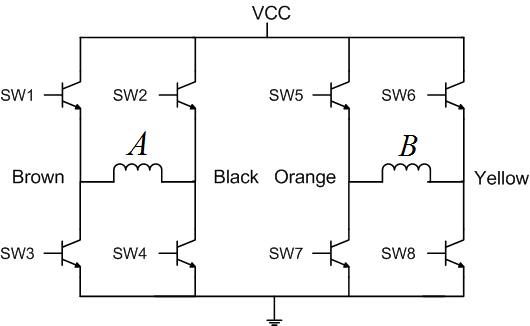 VCC
SW1 SW2 SW5 SW6
A B
Brown Black Orange Yellow
SW3 SW4 SW7 SW8